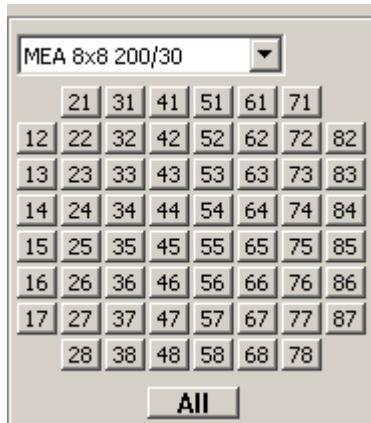 MEA 8x8 200/30
21 31 41 51 61 71
12 22 32 42 52 62 72 82
13 23 33 43 53 63 73 83
14 24 34 44 54 64 74 84
15 25 35 45 55 65 75 85
16 26 36 46 56 66 76 86
17 27 37 47 57 67 77 87
28 38 48 58 68 78
All